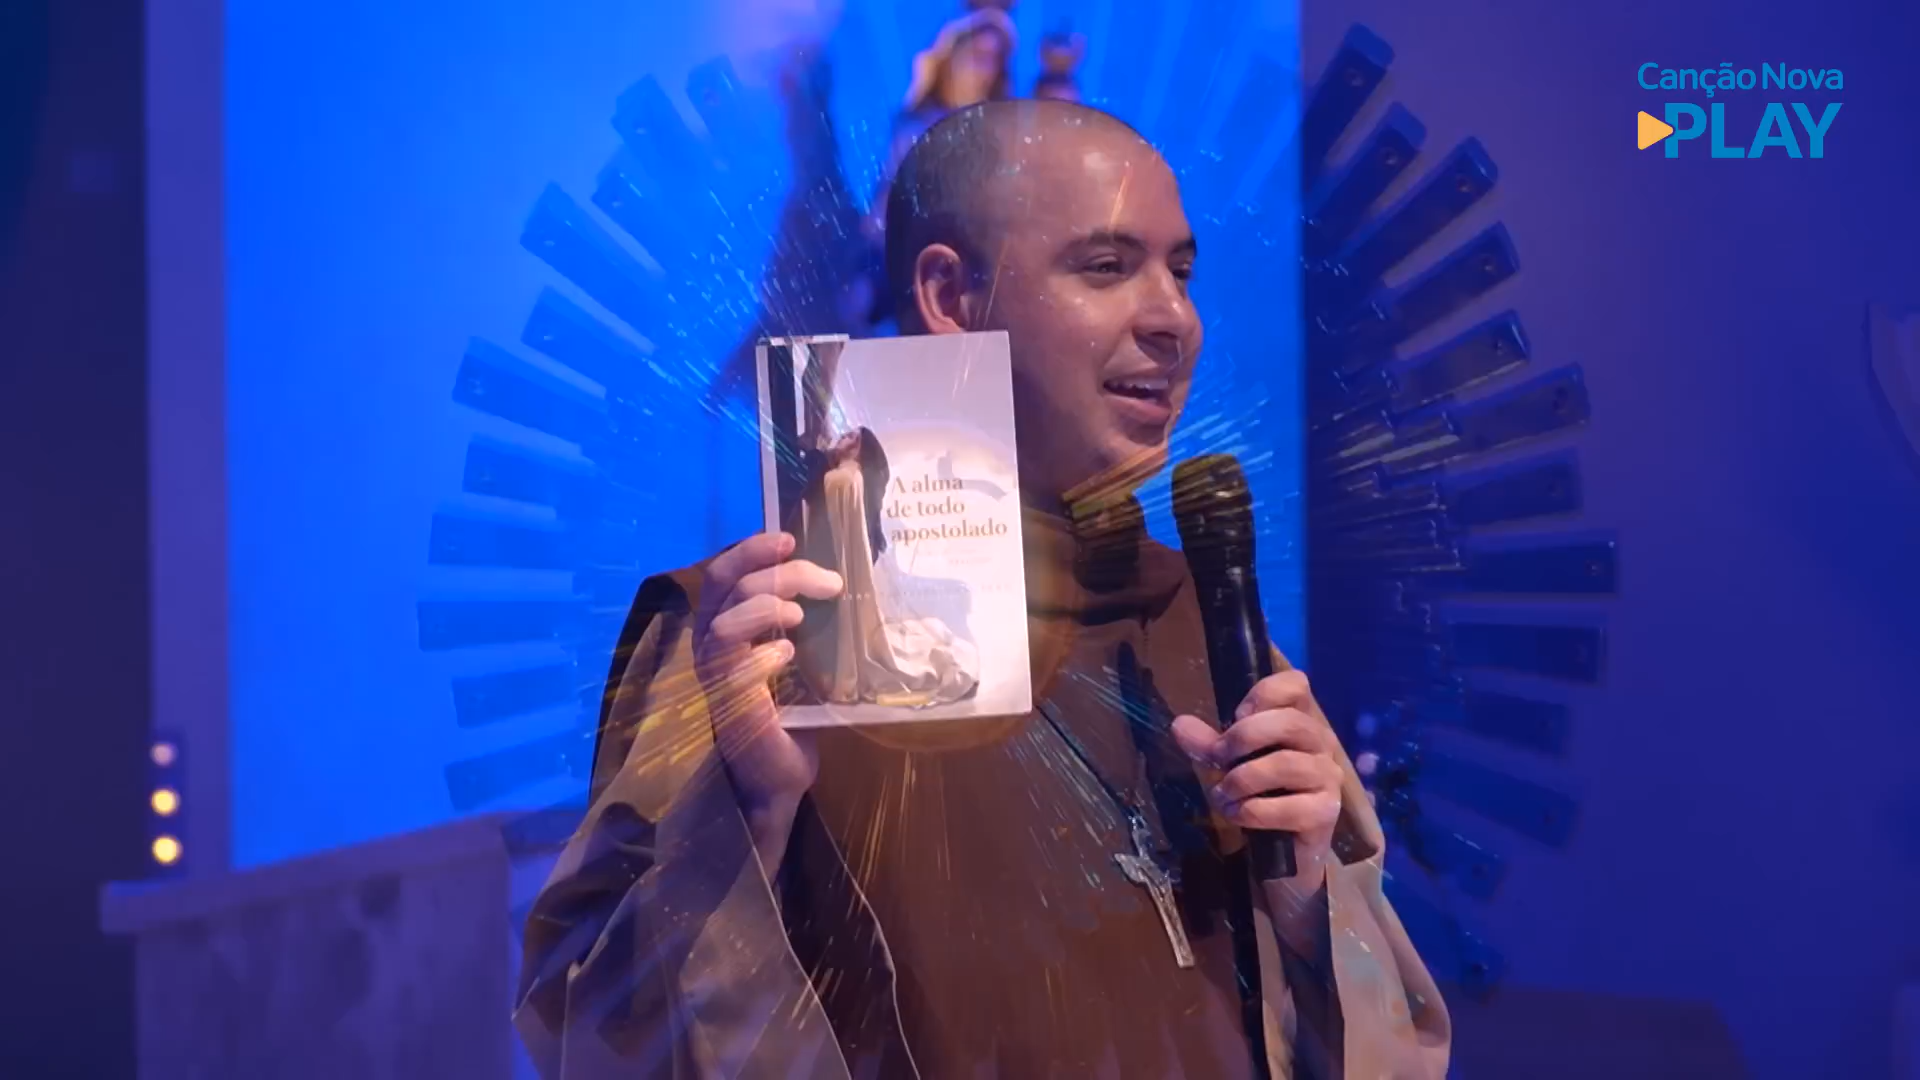 Canção Nova
PLAY
A alma
de todo
apostolado